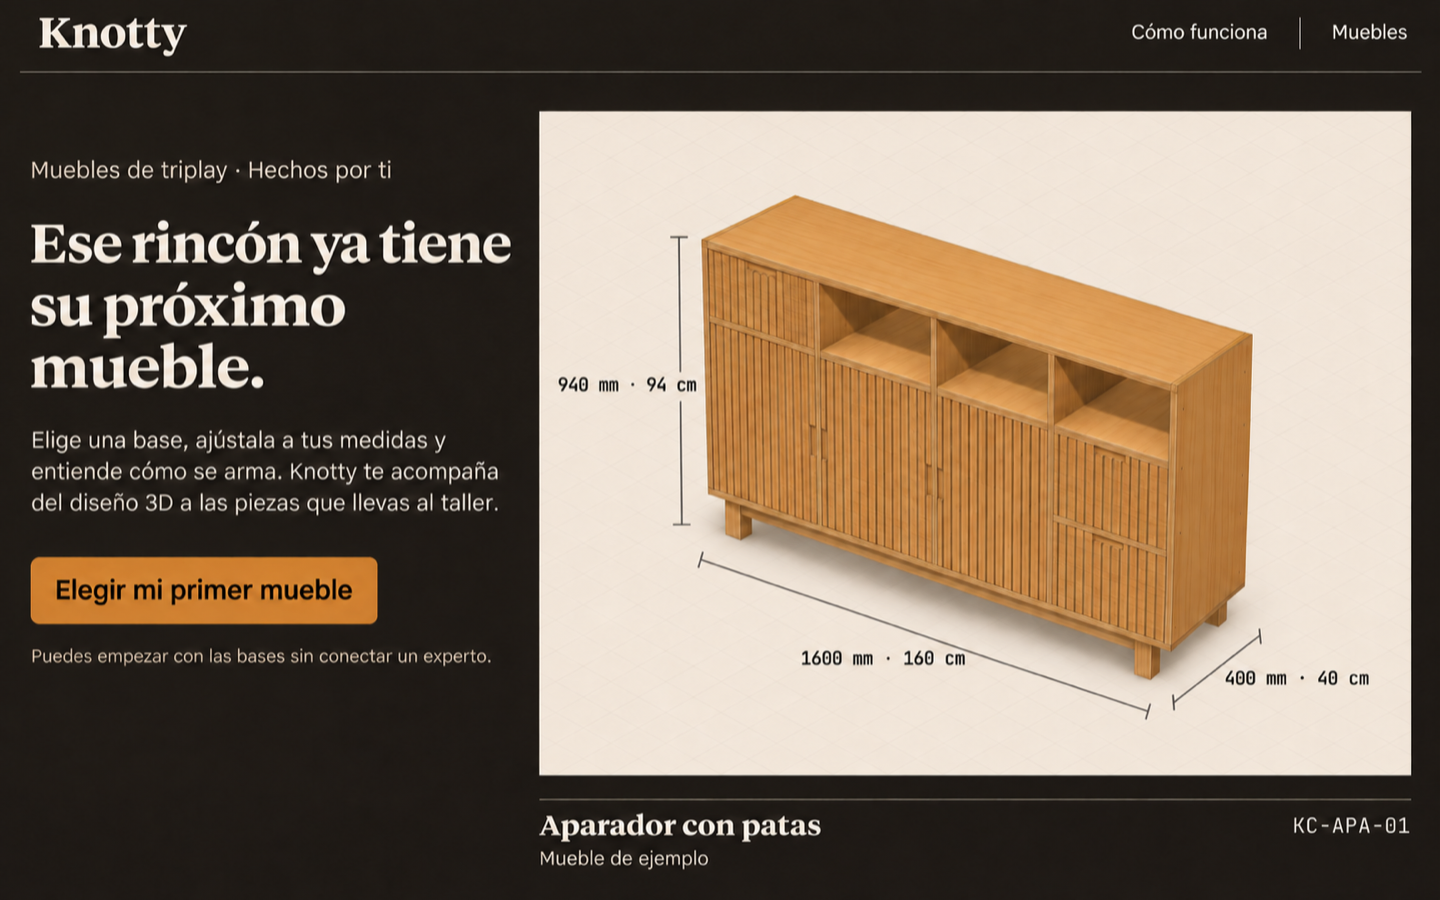 Knotty
Cómo funciona
Muebles
Muebles de triplay · Hechos por ti
Ese rincón ya tiene
su próximo
mueble.
Elige una base, ajústala a tus medidas y
entiende cómo se arma. Knotty te acompaña
del diseño 3D a las piezas que llevas al taller.
Elegir mi primer mueble
Puedes empezar con las bases sin conectar un experto.
940 mm · 94 cm
1600 mm · 160 cm
400 mm · 40 cm
Aparador con patas
KC-APA-01
Mueble de ejemplo